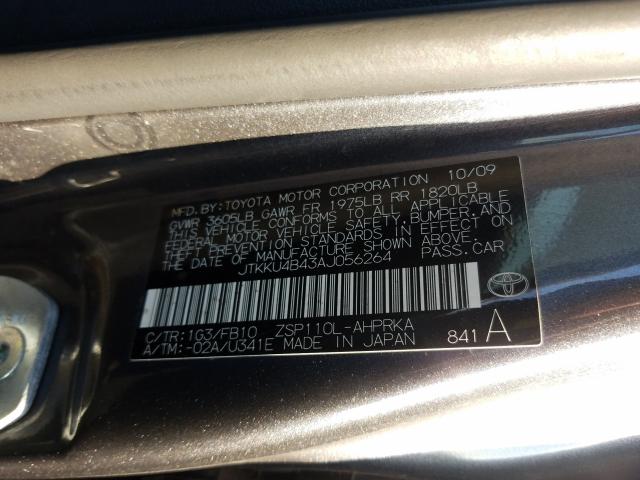 MFD.BY:TOYOTA MOTOR CORPORATION 10/09
GVWR 3605LB GAWR FR 1975LB RR 1820LB
THIS VEHICLE CONFORMS TO ALL APPLICABLE
FEDERAL MOTOR VEHICLE SAFETY,BUMPER,AND
THEFT PREVENTION STANDARDS IN EFFECT ON
THE DATE OF MANUFACTURE SHOWN ABOVE.
JTKKU4B43AJ056264 PASS.CAR
C/TR:1G3/FB10 ZSP110L-AHPRKA
A/TM:-02A/U341E MADE IN JAPAN 841 A